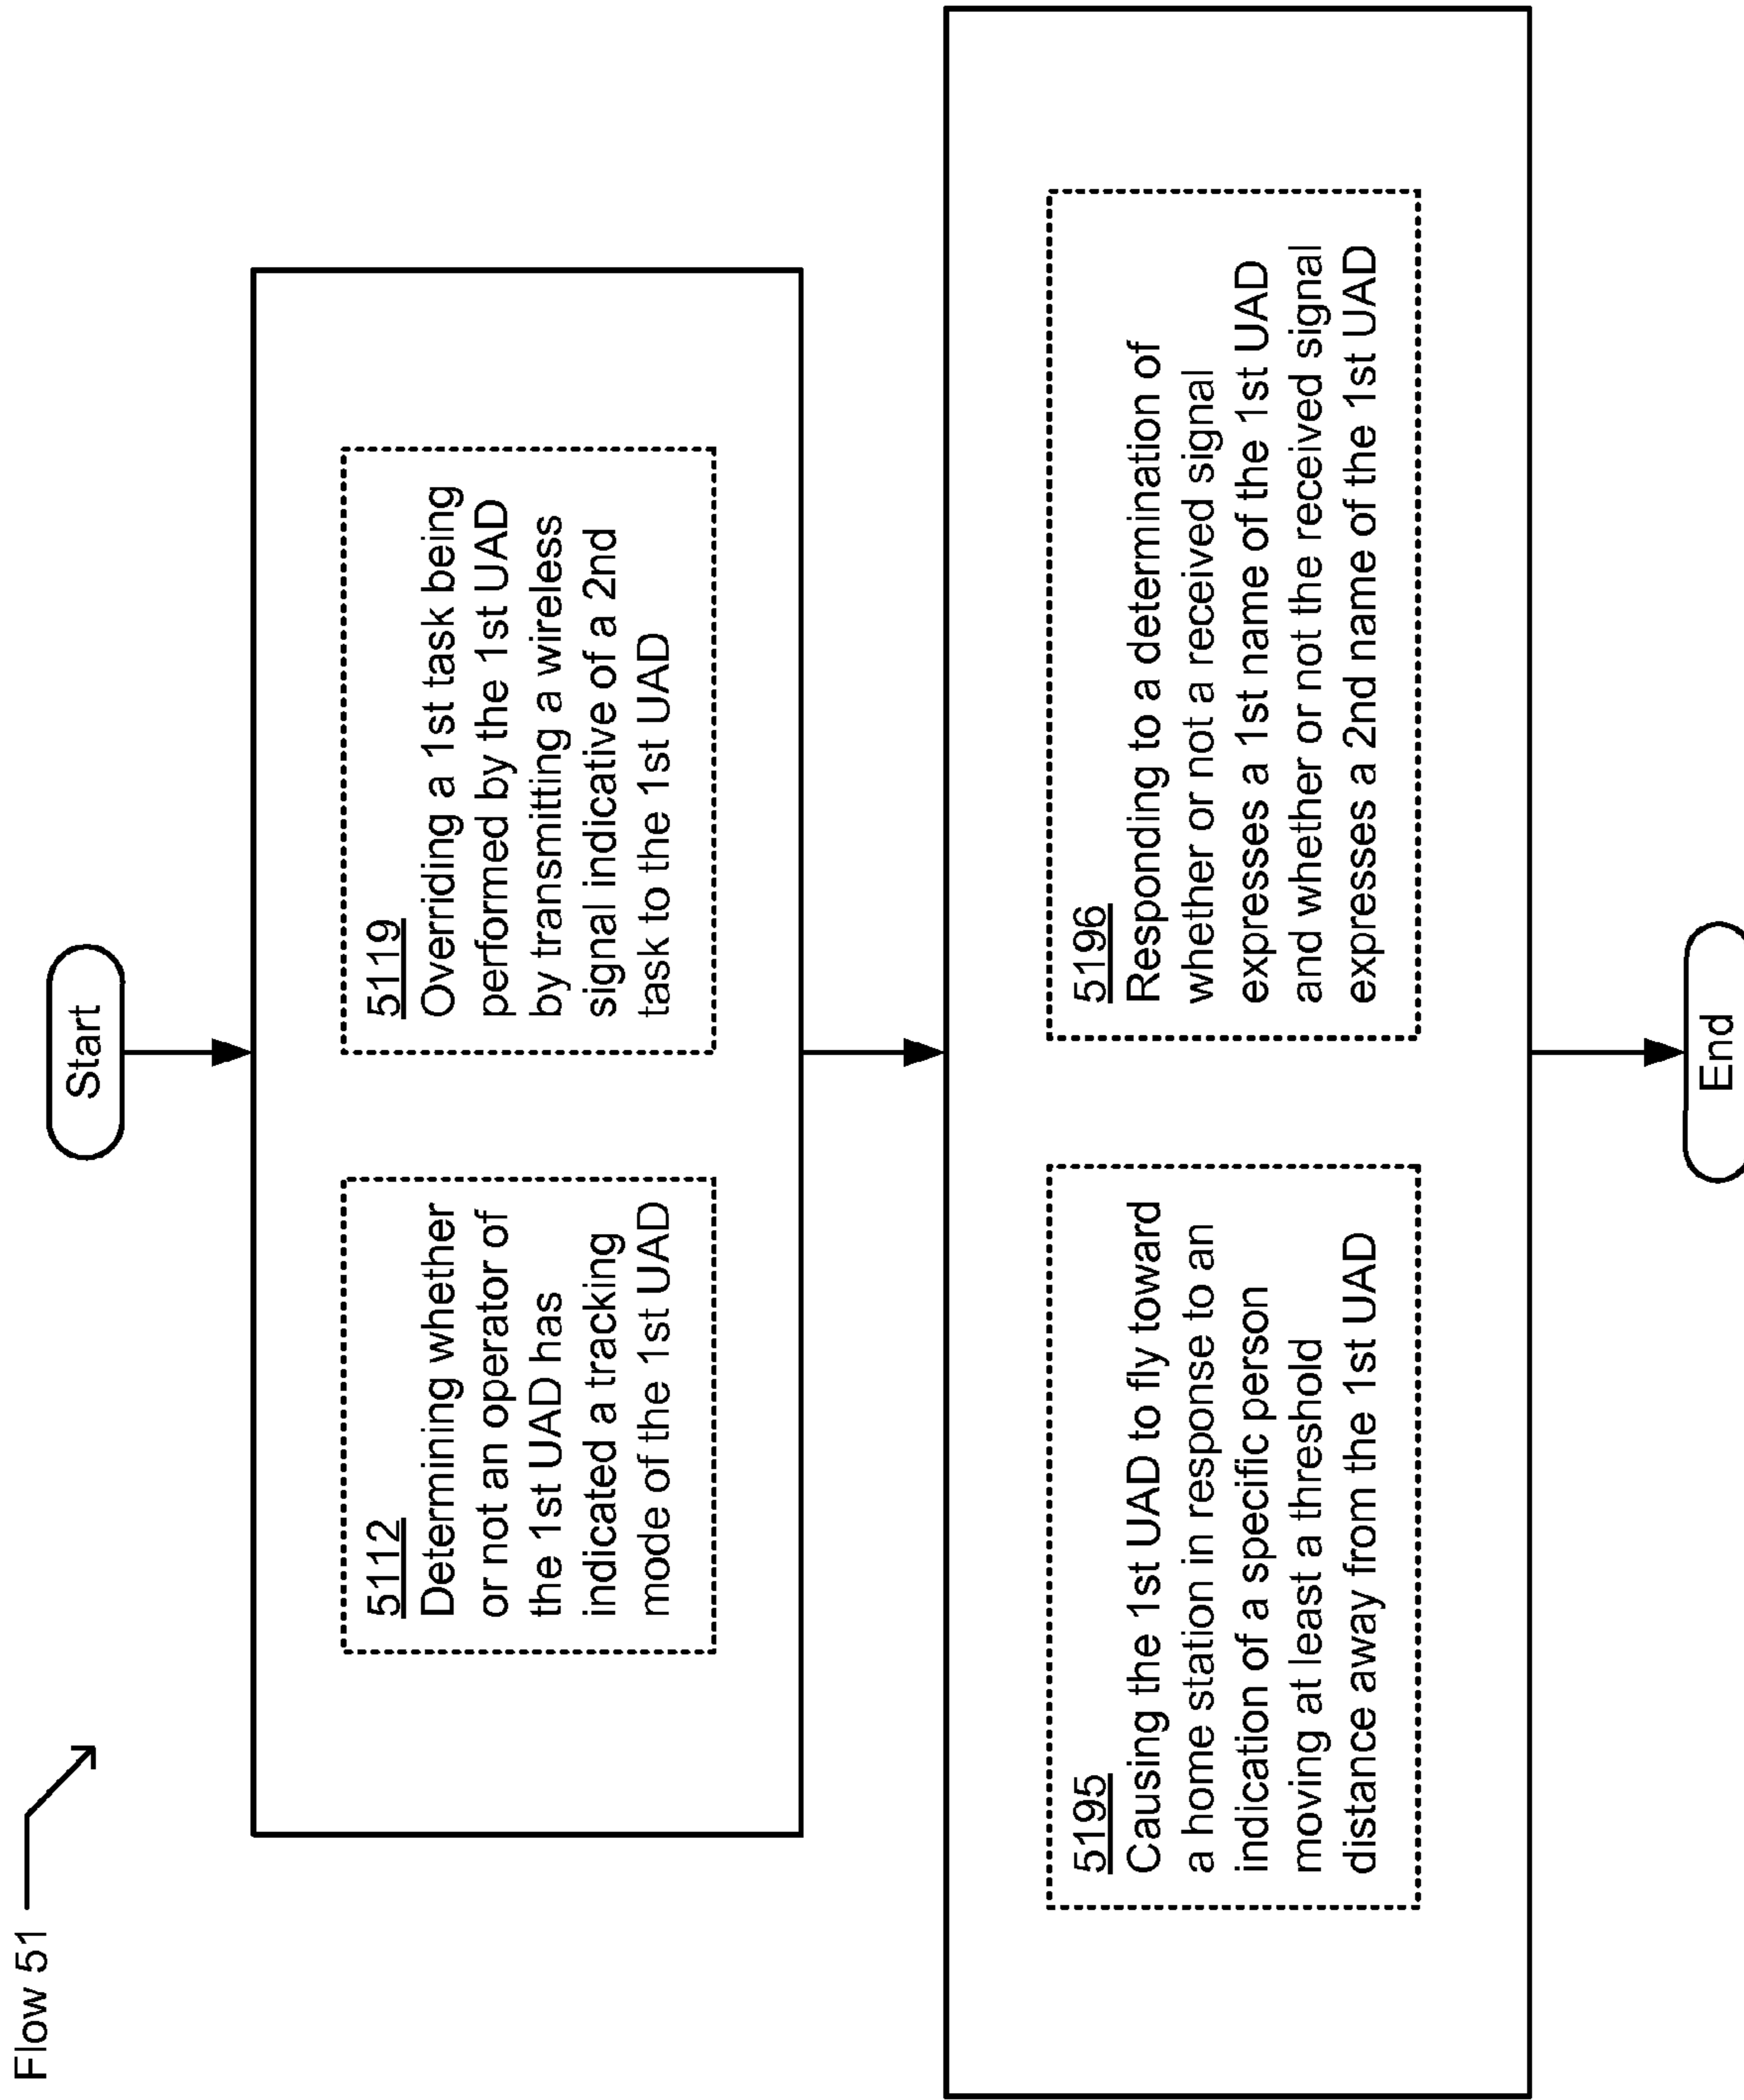 Flow 51
Start
5112
Determining whether
or not an operator of
the 1st UAD has
indicated a tracking
mode of the 1st UAD
5119
Overriding a 1st task being
performed by the 1st UAD
by transmitting a wireless
signal indicative of a 2nd
task to the 1st UAD
5195
Causing the 1st UAD to fly toward
a home station in response to an
indication of a specific person
moving at least a threshold
distance away from the 1st UAD
5196
Responding to a determination of
whether or not a received signal
expresses a 1st name of the 1st UAD
and whether or not the received signal
expresses a 2nd name of the 1st UAD
End